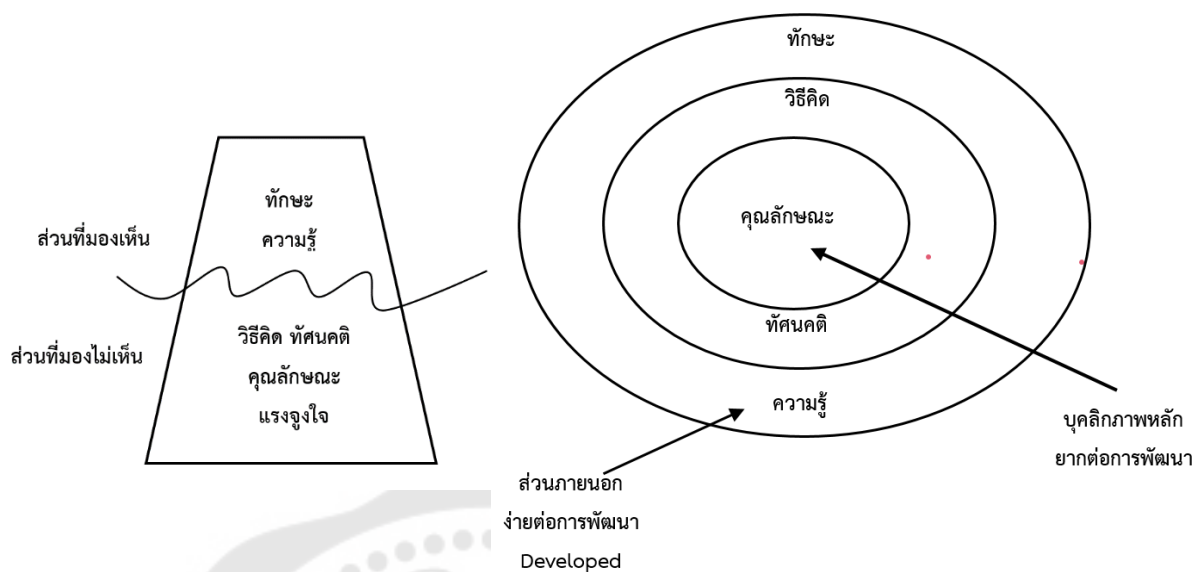 ส่วนที่มองเห็น
ทักษะ
ความรู้
ส่วนที่มองไม่เห็น
วิธีคิด ทัศนคติ
คุณลักษณะ
แรงจูงใจ
ทักษะ
วิธีคิด
คุณลักษณะ
ทัศนคติ
ความรู้
บุคลิกภาพหลัก
ยากต่อการพัฒนา
ส่วนภายนอก
ง่ายต่อการพัฒนา
Developed